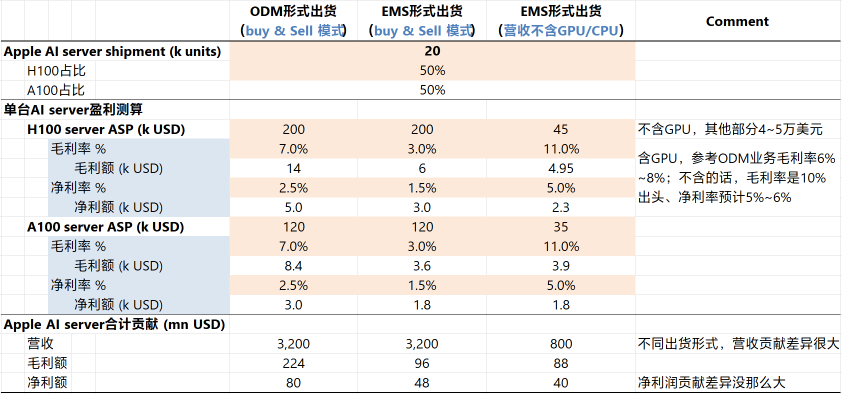 ODM形式出货 EMS形式出货 EMS形式出货 Comment
(buy & Sell 模式) (buy & Sell 模式) (营收不含GPU/CPU)
Apple AI server shipment (k units) 20
H100占比 50%
A100占比 50%
单台AI server盈利测算
H100 server ASP (k USD) 200 200 45 不含GPU，其他部分4~5万美元
毛利率 % 7.0% 3.0% 11.0% 含GPU，参考ODM业务毛利率6%
毛利额 (k USD) 14 6 4.95 ~8%；不含的话，毛利率是10%
净利率 % 2.5% 1.5% 5.0% 出头、净利率预计5%~6%
净利额 (k USD) 5.0 3.0 2.3
A100 server ASP (k USD) 120 120 35
毛利率 % 7.0% 3.0% 11.0%
毛利额 (k USD) 8.4 3.6 3.9
净利率 % 2.5% 1.5% 5.0%
净利额 (k USD) 3.0 1.8 1.8
Apple AI server合计贡献 (mn USD)
营收 3,200 3,200 800 不同出货形式，营收贡献差异很大
毛利额 224 96 88
净利额 80 48 40 净利润贡献差异没那么大